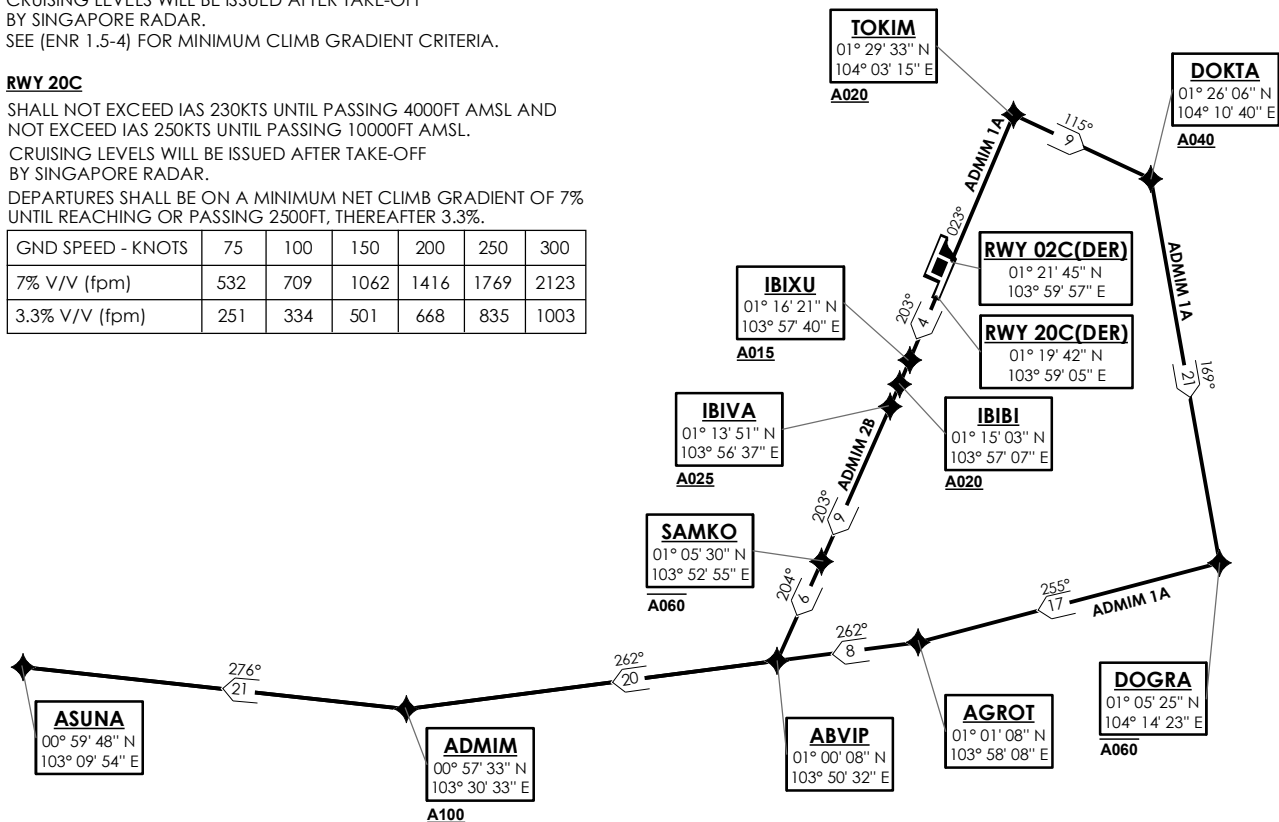 CRUISING LEVELS WILL BE ISSUED AFTER TAKE-OFF
BY SINGAPORE RADAR.
SEE (ENR 1.5-4) FOR MINIMUM CLIMB GRADIENT CRITERIA.
RWY 20C
SHALL NOT EXCEED IAS 230KTS UNTIL PASSING 4000FT AMSL AND
NOT EXCEED IAS 250KTS UNTIL PASSING 10000FT AMSL.
CRUISING LEVELS WILL BE ISSUED AFTER TAKE-OFF
BY SINGAPORE RADAR.
DEPARTURES SHALL BE ON A MINIMUM NET CLIMB GRADIENT OF 7%
UNTIL REACHING OR PASSING 2500FT, THEREAFTER 3.3%.
GND SPEED - KNOTS 75 100 150 200 250 300
7% V/V (fpm) 532 709 1062 1416 1769 2123
3.3% V/V (fpm) 251 334 501 668 835 1003
TOKIM
01° 29' 33" N
104° 03' 15" E
A020
DOKTA
01° 26' 06" N
104° 10' 40" E
A040
115°
9
ADMIM 1A
023°
RWY 02C(DER)
01° 21' 45" N
103° 59' 57" E
RWY 20C(DER)
01° 19' 42" N
103° 59' 05" E
IBIXU
01° 16' 21" N
103° 57' 40" E
A015
203°
4
ADMIM 1A
169°
21
IBIVA
01° 13' 51" N
103° 56' 37" E
A025
IBIBI
01° 15' 03" N
103° 57' 07" E
A020
ADMIM 2B
203°
9
SAMKO
01° 05' 30" N
103° 52' 55" E
A060
204°
6
255°
17
ADMIM 1A
262°
8
262°
20
276°
21
DOGRA
01° 05' 25" N
104° 14' 23" E
A060
AGROT
01° 01' 08" N
103° 58' 08" E
ABVIP
01° 00' 08" N
103° 50' 32" E
ADMIM
00° 57' 33" N
103° 30' 33" E
A100
ASUNA
00° 59' 48" N
103° 09' 54" E